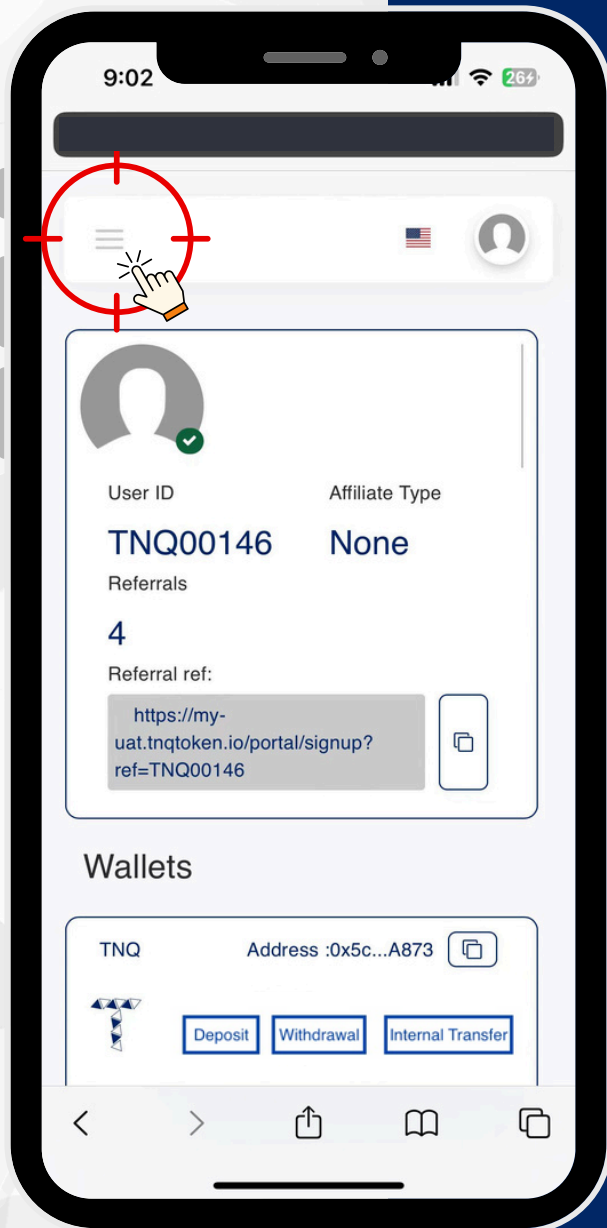 9:02
26
User ID
Affiliate Type
TNQ00146
None
Referrals
4
Referral ref:
https://my-
uat.tnqtoken.io/portal/signup?
ref=TNQ00146
Wallets
TNQ
Address :0x5c...A873
Deposit
Withdrawal
Internal Transfer